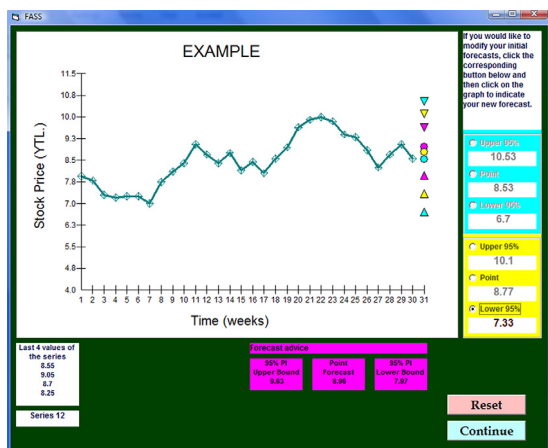 FASS
EXAMPLE
Stock Price (YTL.)
11.5
10.8
10.0
9.3
8.5
7.8
7.0
6.3
5.5
4.8
4.0
1 2 3 4 5 6 7 8 9 10 11 12 13 14 15 16 17 18 19 20 21 22 23 24 25 26 27 28 29 30 31
Time (weeks)
If you would like to
modify your initial
forecasts, click the
corresponding
button below and
then click on the
graph to indicate
your new forecast.
Upper 95%
10.53
Point
8.53
Lower 95%
6.7
Upper 95%
10.1
Point
8.77
Lower 95%
7.33
Last 4 values of
the series
8.55
9.05
8.7
8.25
Series 12
Forecast advice
95% PI
Upper Bound
9.63
Point
Forecast
8.96
95% PI
Lower Bound
7.97
Reset
Continue